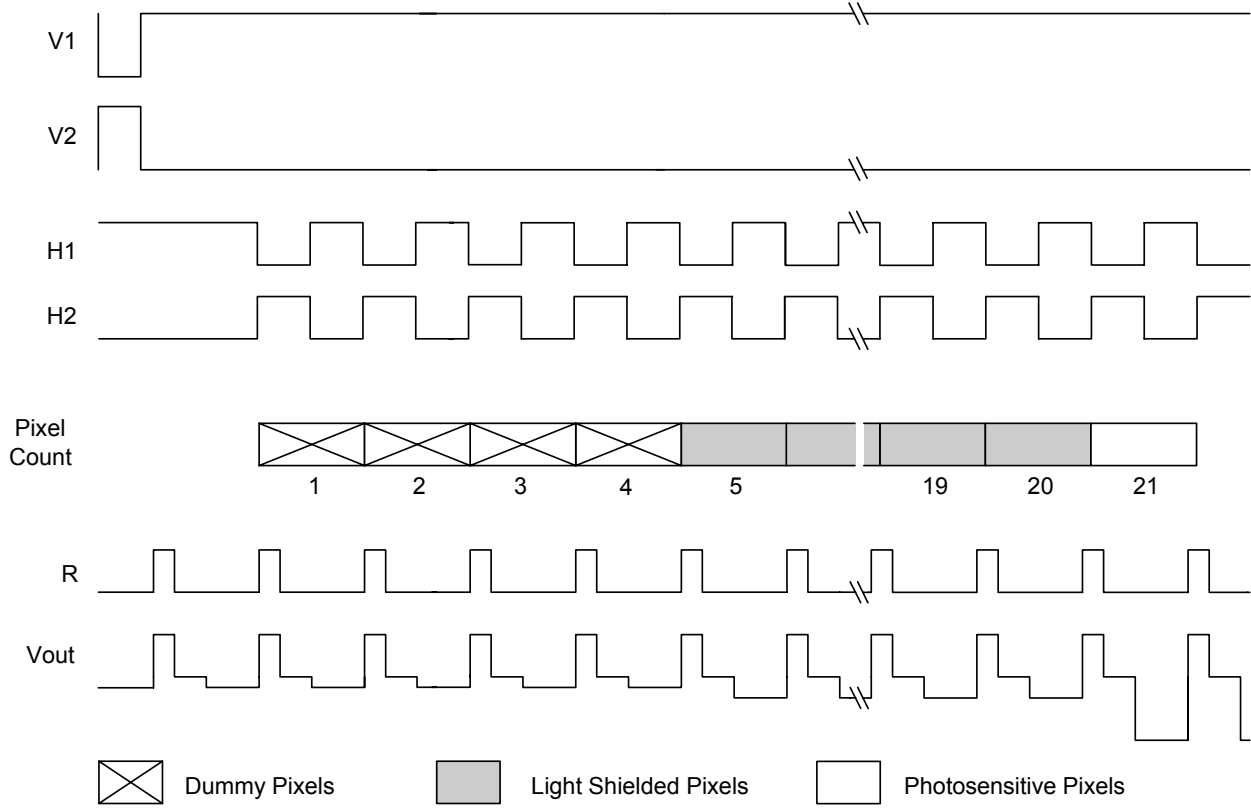 V1
V2
H1
H2
Pixel
Count
1 2 3 4 5 19 20 21
R
Vout
Dummy Pixels Light Shielded Pixels Photosensitive Pixels